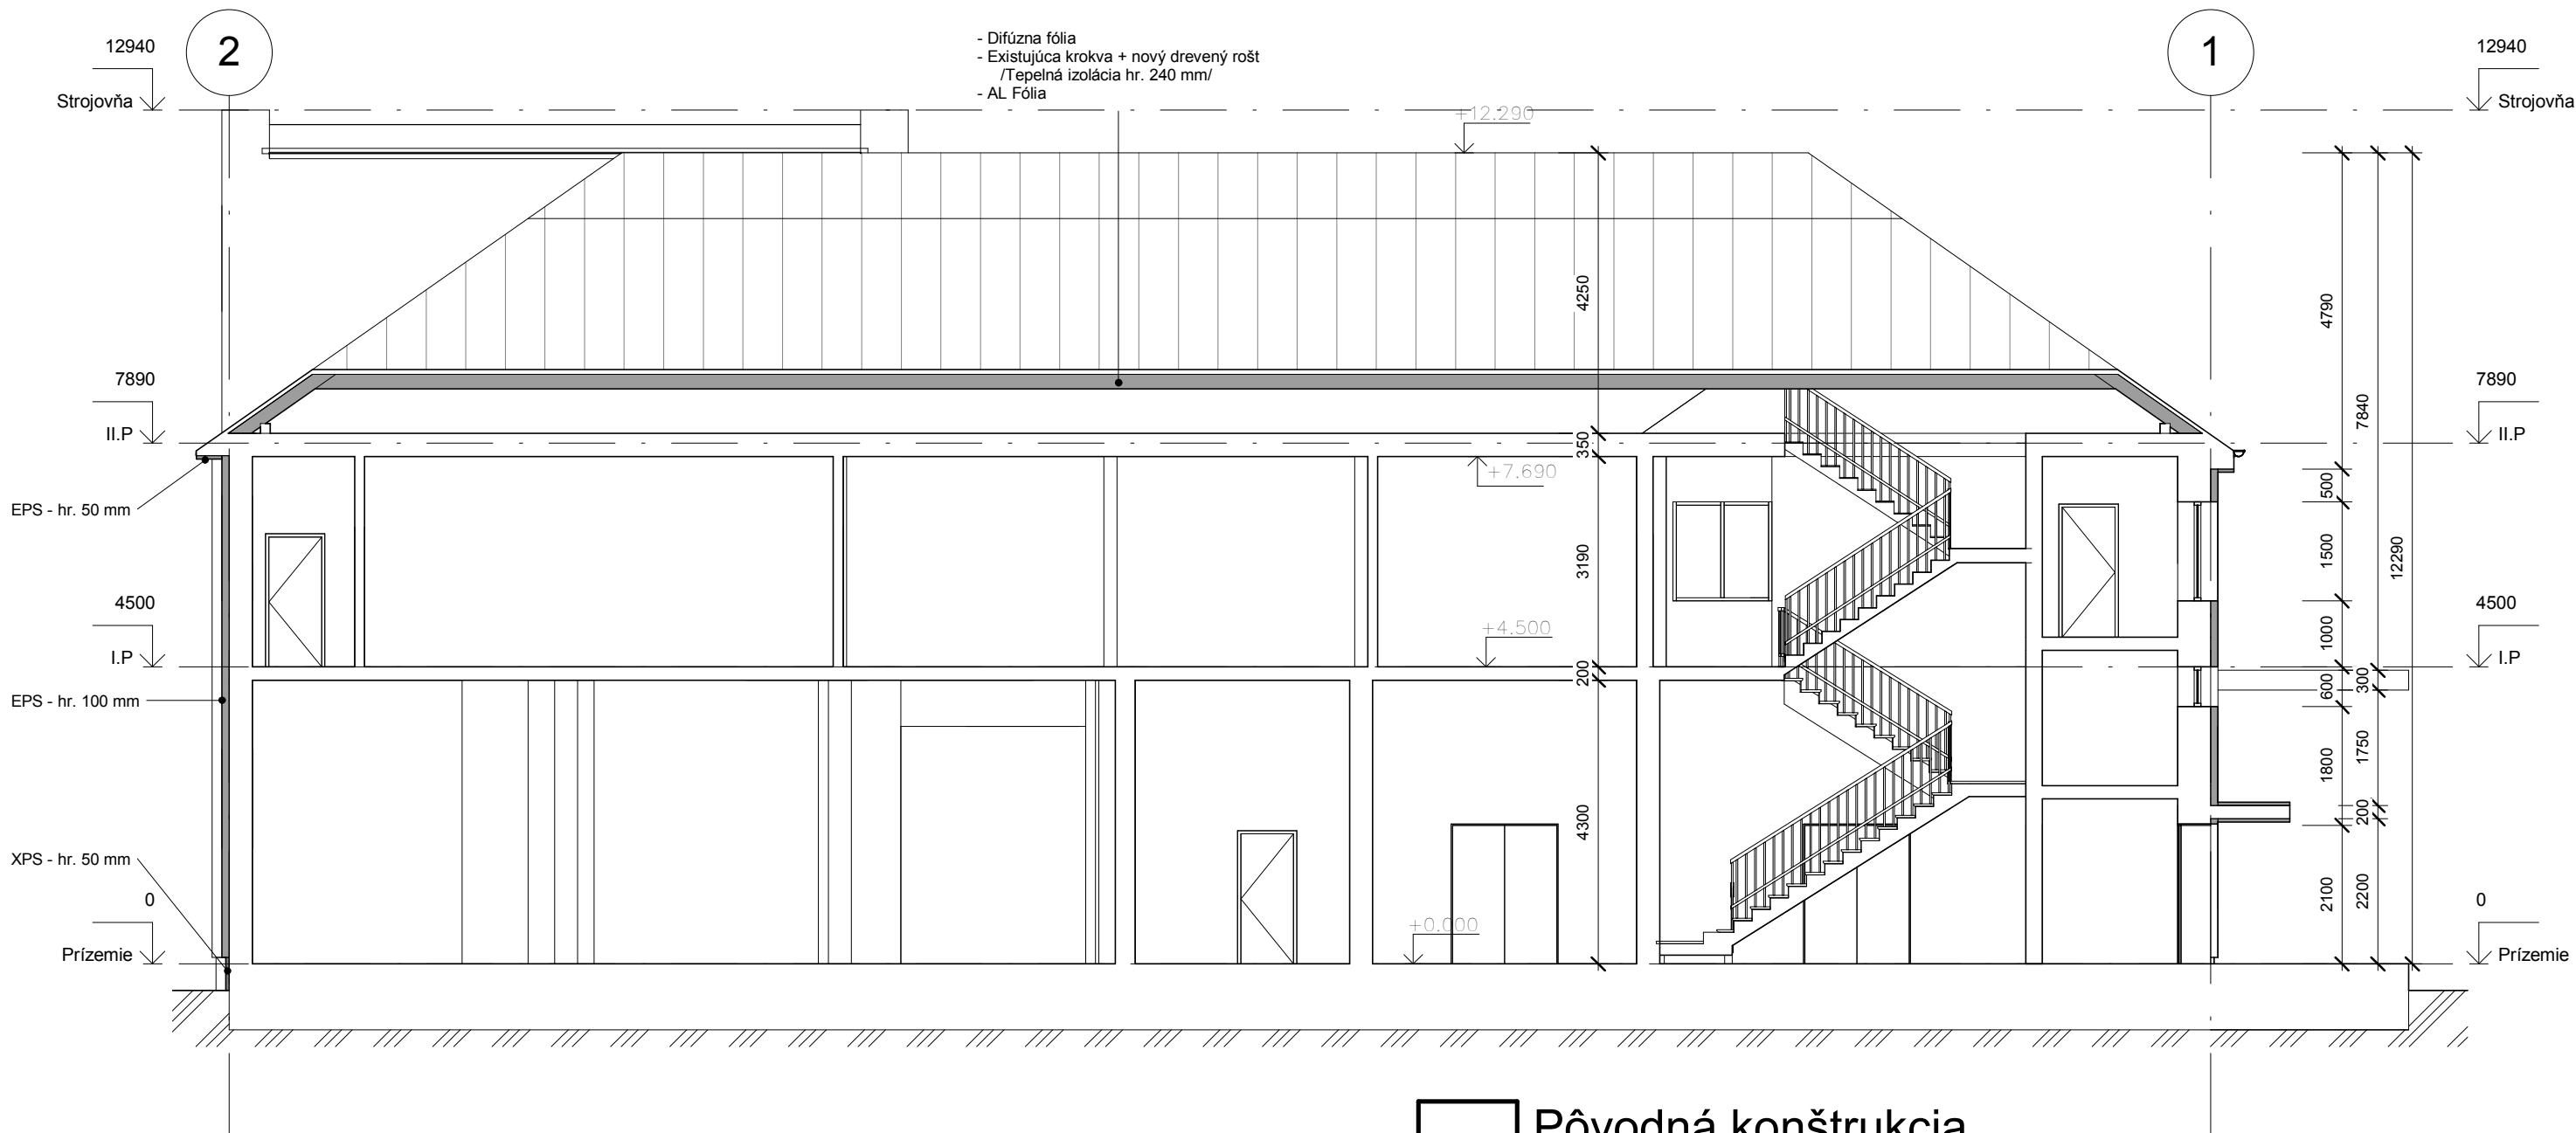 12940
2
- Difúzna fólia
- Existujúca krokva + nový drevený rošt
/Tepelná izolácia hr. 240 mm/
- AL Fólia
1
12940
Strojovňa
+12.290
Strojovňa
4250
4790
7840
12290
7890
II.P
7890
II.P
350
+7.690
500
EPS - hr. 50 mm
3190
1500
4500
I.P
+4.500
1000
4500
I.P
200
600
300
EPS - hr. 100 mm
4300
1800
1750
200
XPS - hr. 50 mm
2100
2200
0
Prízemie
+0.000
0
Prízemie
Pôvodná konštrukcia